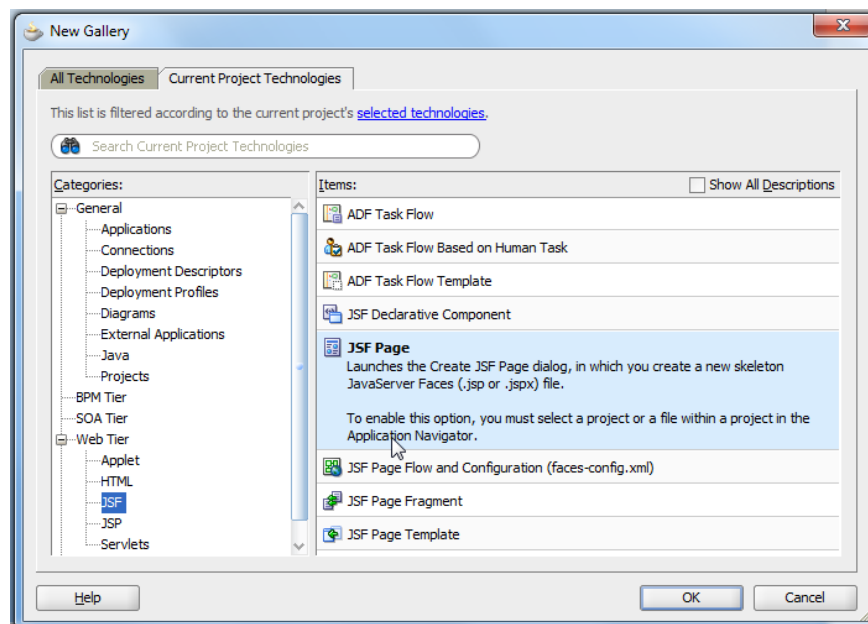 New Gallery
All Technologies
Current Project Technologies
This list is filtered according to the current project's selected technologies.
Search Current Project Technologies
Categories:
General
Applications
Connections
Deployment Descriptors
Deployment Profiles
Diagrams
External Applications
Java
Projects
BPM Tier
SOA Tier
Web Tier
Applet
HTML
JSF
JSP
Servlets
Items:
Show All Descriptions
ADF Task Flow
ADF Task Flow Based on Human Task
ADF Task Flow Template
JSF Declarative Component
JSF Page
Launches the Create JSF Page dialog, in which you create a new skeleton
JavaServer Faces (.jsp or .jspx) file.
To enable this option, you must select a project or a file within a project in the
Application Navigator.
JSF Page Flow and Configuration (faces-config.xml)
JSF Page Fragment
JSF Page Template
Help
OK
Cancel